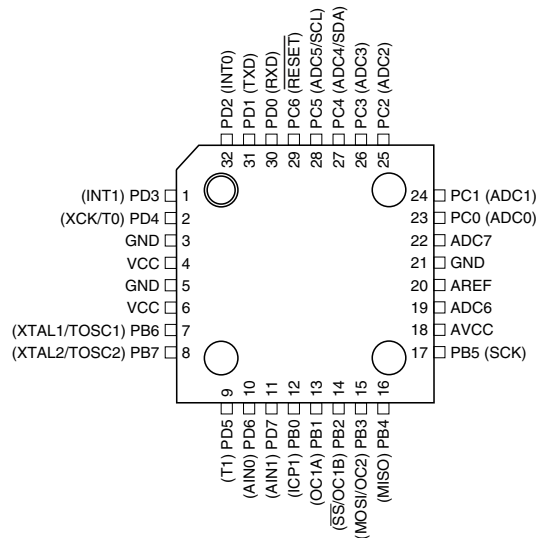 32 PD2 (INT0)
31 PD1 (TXD)
30 PD0 (RXD)
29 PC6 (RESET)
28 PC5 (ADC5/SCL)
27 PC4 (ADC4/SDA)
26 PC3 (ADC3)
25 PC2 (ADC2)
(INT1) PD3 1
(XCK/T0) PD4 2
GND 3
VCC 4
GND 5
VCC 6
(XTAL1/TOSC1) PB6 7
(XTAL2/TOSC2) PB7 8
24 PC1 (ADC1)
23 PC0 (ADC0)
22 ADC7
21 GND
20 AREF
19 ADC6
18 AVCC
17 PB5 (SCK)
(T1) PD5 9
(AIN0) PD6 10
(AIN1) PD7 11
(ICP1) PB0 12
(OC1A) PB1 13
(SS/OC1B) PB2 14
(MOSI/OC2) PB3 15
(MISO) PB4 16